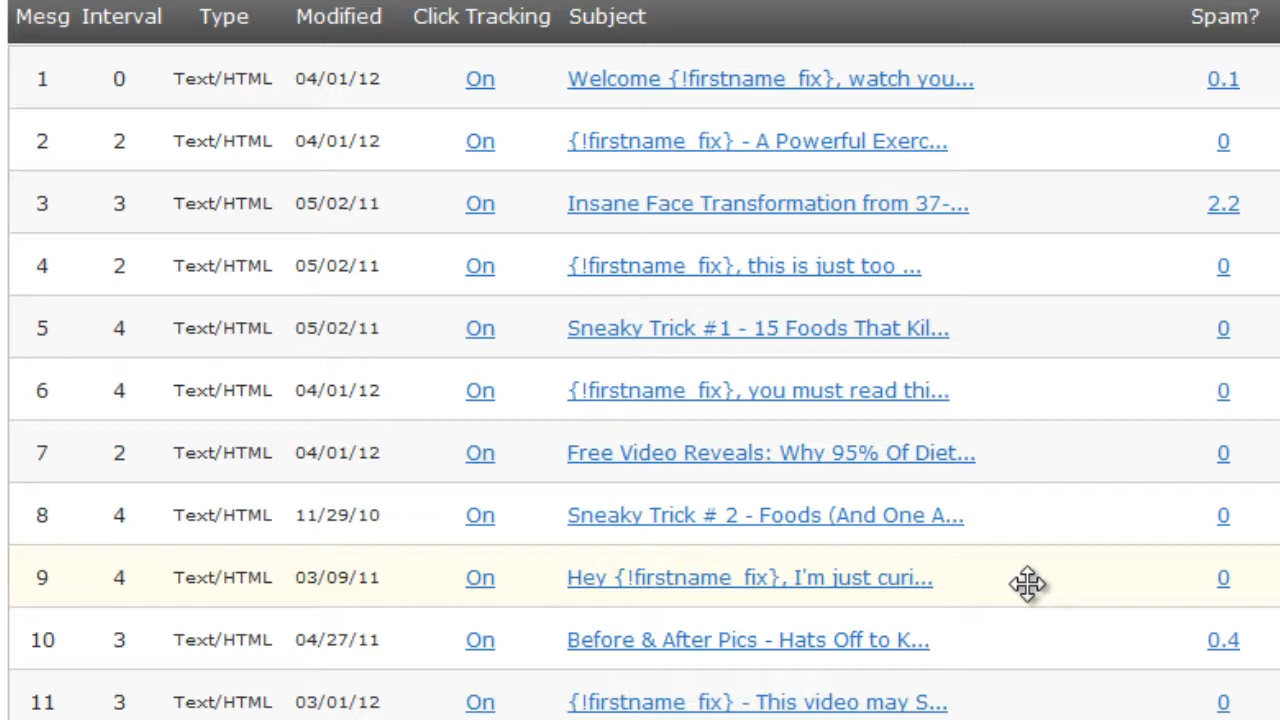 Mesg Interval Type Modified Click Tracking Subject Spam?
1 0 Text/HTML 04/01/12 On Welcome {!firstname_fix}, watch you... 0.1
2 2 Text/HTML 04/01/12 On {!firstname_fix} - A Powerful Exerc... 0
3 3 Text/HTML 05/02/11 On Insane Face Transformation from 37-... 2.2
4 2 Text/HTML 05/02/11 On {!firstname_fix}, this is just too ... 0
5 4 Text/HTML 05/02/11 On Sneaky Trick #1 - 15 Foods That Kil... 0
6 4 Text/HTML 04/01/12 On {!firstname_fix}, you must read thi... 0
7 2 Text/HTML 04/01/12 On Free Video Reveals: Why 95% Of Diet... 0
8 4 Text/HTML 11/29/10 On Sneaky Trick # 2 - Foods (And One A... 0
9 4 Text/HTML 03/09/11 On Hey {!firstname_fix}, I'm just curi... 0
10 3 Text/HTML 04/27/11 On Before & After Pics - Hats Off to K... 0.4
11 3 Text/HTML 03/01/12 On {!firstname_fix} - This video may S... 0